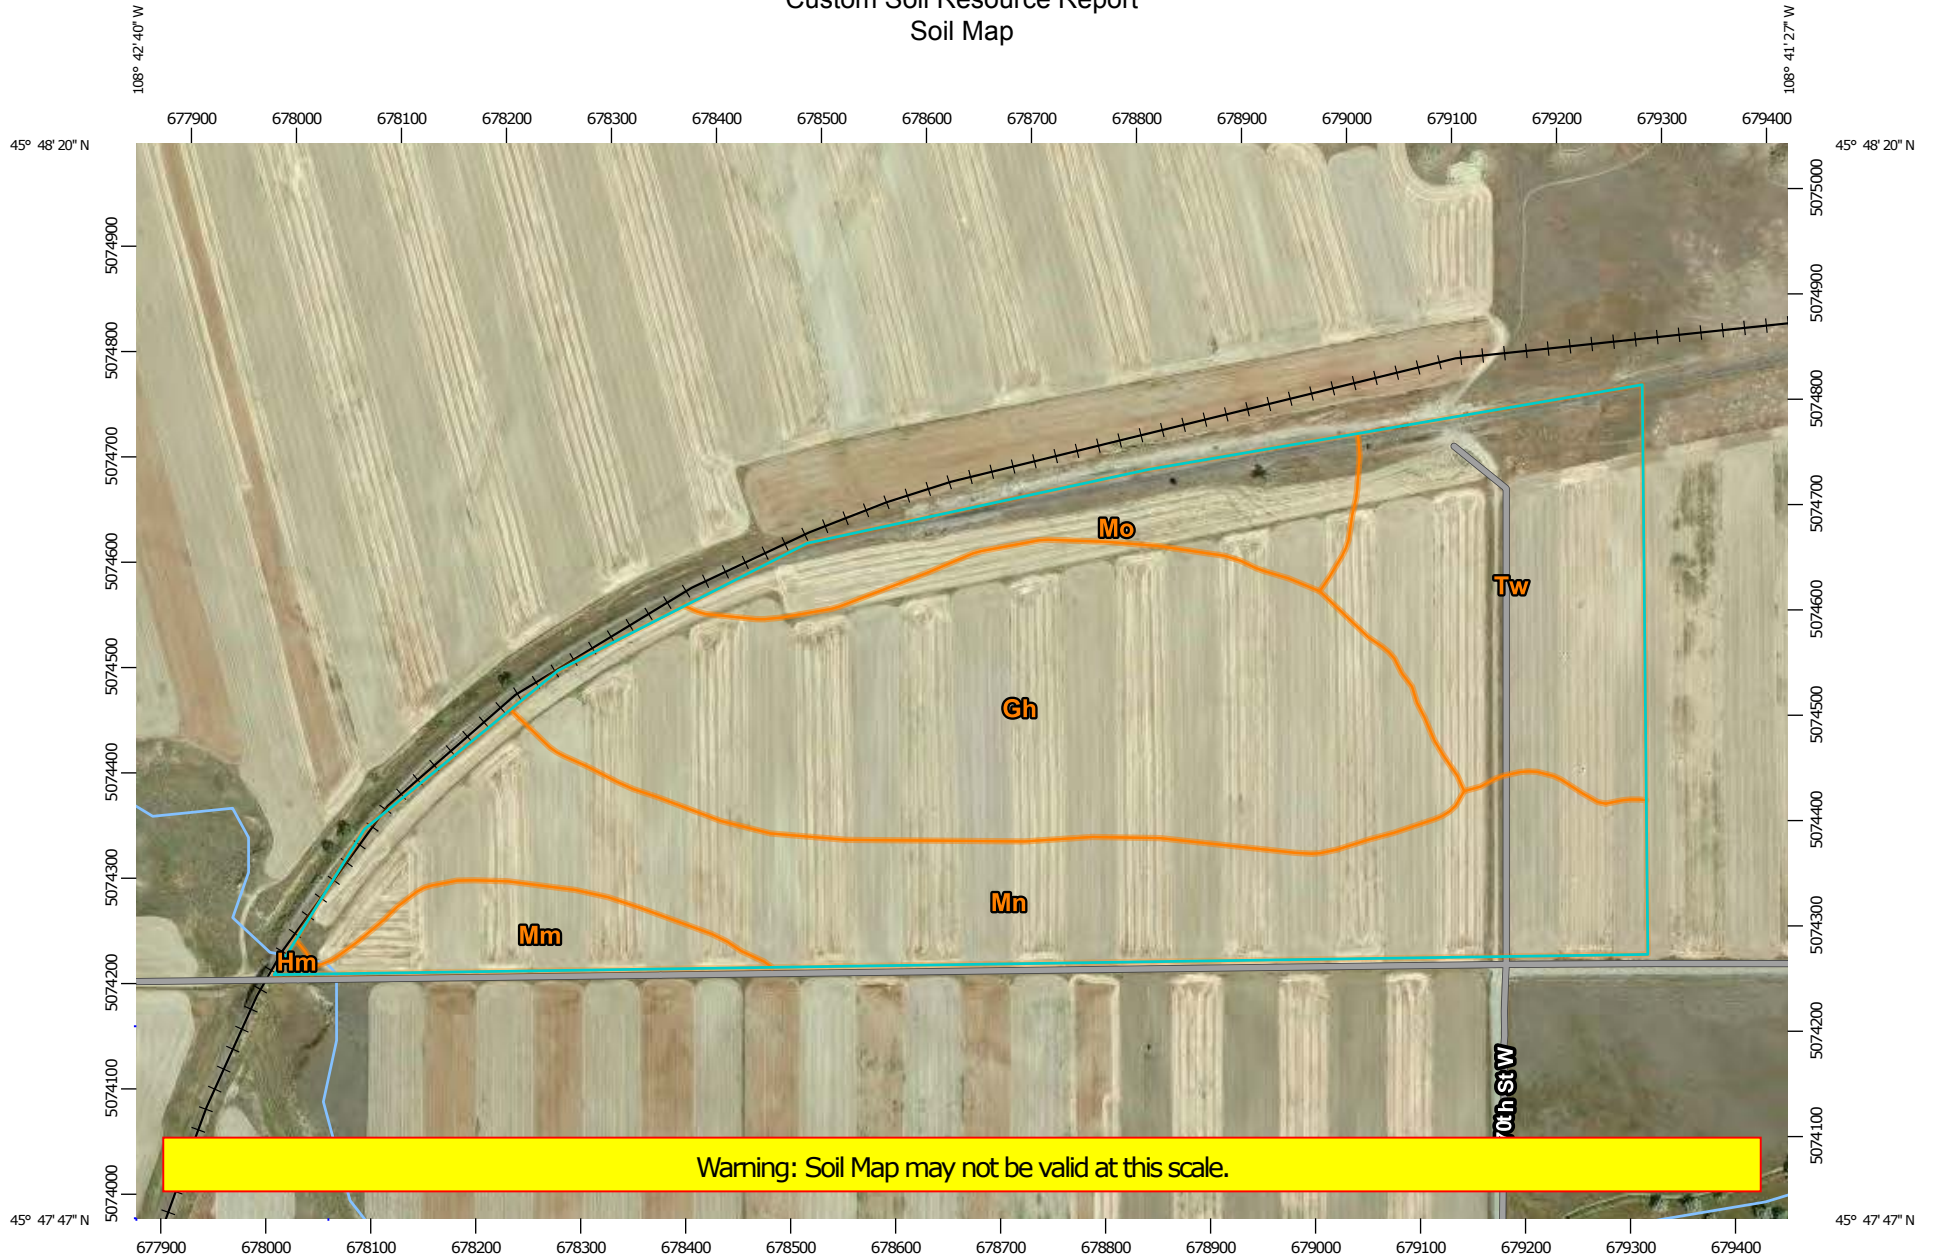 Custom Soil Resource Report
Soil Map
108° 42' 40" W
108° 41' 27" W
677900 678000 678100 678200 678300 678400 678500 678600 678700 678800 678900 679000 679100 679200 679300 679400
45° 48' 20" N
45° 48' 20" N
5075000
5074900
5074900
5074800
5074800
5074700
5074700
5074600
5074600
5074500
5074500
5074400
5074400
5074300
5074300
5074200
5074200
5074100
5074100
5074000
Mo
Tw
Gh
Mn
Mm
Hm
70th St W
Warning: Soil Map may not be valid at this scale.
45° 47' 47" N
45° 47' 47" N
677900 678000 678100 678200 678300 678400 678500 678600 678700 678800 678900 679000 679100 679200 679300 679400